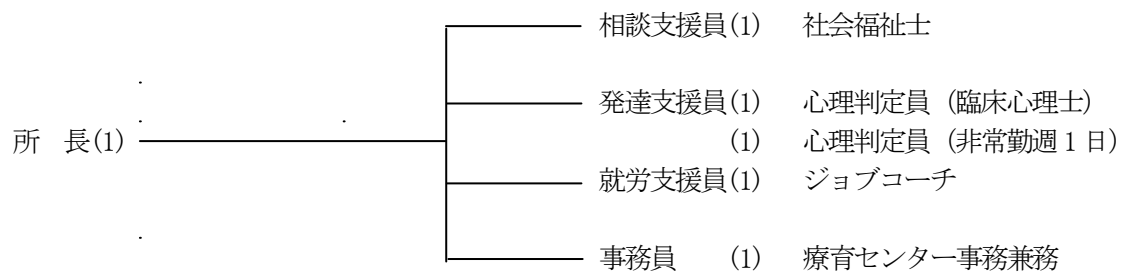 相談支援員(1) 社会福祉士
発達支援員(1) 心理判定員（臨床心理士）
所　長(1)
(1) 心理判定員（非常勤週１日）
就労支援員(1) ジョブコーチ
事務員 (1) 療育センター事務兼務